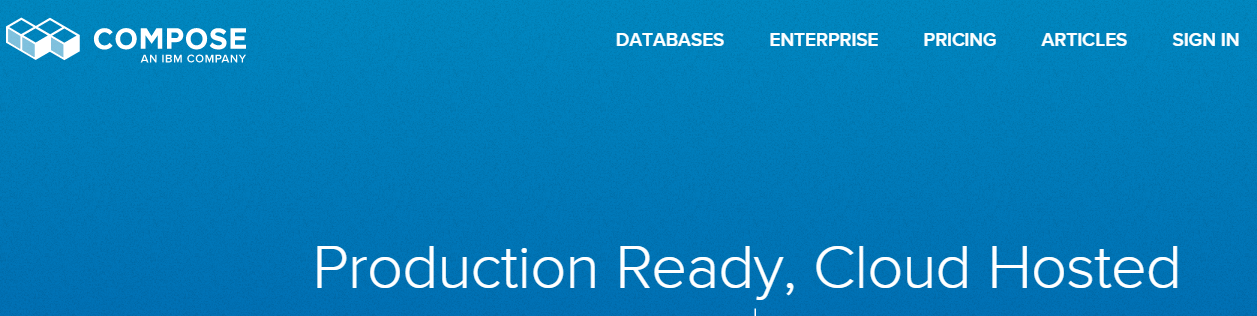 COMPOSE
AN IBM COMPANY
DATABASES ENTERPRISE PRICING ARTICLES SIGN IN
Production Ready, Cloud Hosted